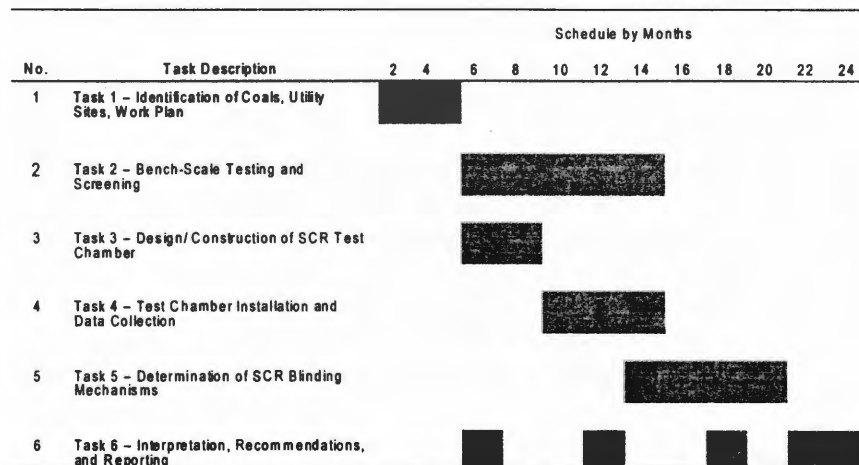 Schedule by Months
No. Task Description 2 4 6 8 10 12 14 16 18 20 22 24
1 Task 1 – Identification of Coals, Utility
Sites, Work Plan
2 Task 2 – Bench-Scale Testing and
Screening
3 Task 3 – Design/Construction of SCR Test
Chamber
4 Task 4 – Test Chamber Installation and
Data Collection
5 Task 5 – Determination of SCR Blinding
Mechanisms
6 Task 6 – Interpretation, Recommendations,
and Reporting